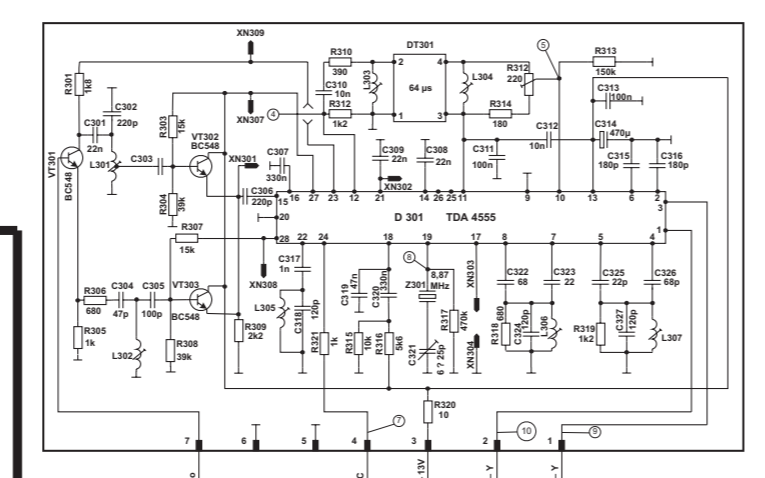 XN309
R301
1k8
C302
220p
C301
22n
L301
VT301
BC548
R303
15k
C303
R304
39k
VT302
BC548
XN307
XN301
C306
220p
C307
330n
R310
390
C310
10n
R312
1k2
4
L303
DT301
2
4
64 µs
1
3
L304
R312
220
R314
180
5
R313
150k
C313
100n
C314
470µ
C312
10n
C311
100n
C315
180p
C316
180p
C309
22n
XN302
C308
22n
15
16
27
23
12
21
14
26
25
11
9
10
13
6
2
3
1
20
28
D 301
TDA 4555
22
24
18
19
17
8
7
5
4
R307
15k
XN308
R306
680
C304
47p
C305
100p
VT303
BC548
R305
1k
L302
R308
39k
R309
2k2
C317
1n
L305
C318
120p
R321
1k
C319
47n
C320
330n
R315
10k
R316
5k6
8
8,87
MHz
Z301
C321
6 ? 25p
R317
470k
XN303
XN304
C322
68
C323
22
R318
680
C324
120p
L306
C325
22p
C326
68p
R319
1k2
C327
120p
L307
R320
10
7
10
9
7
6
5
4
3
2
1
C
13V
– Y
– Y